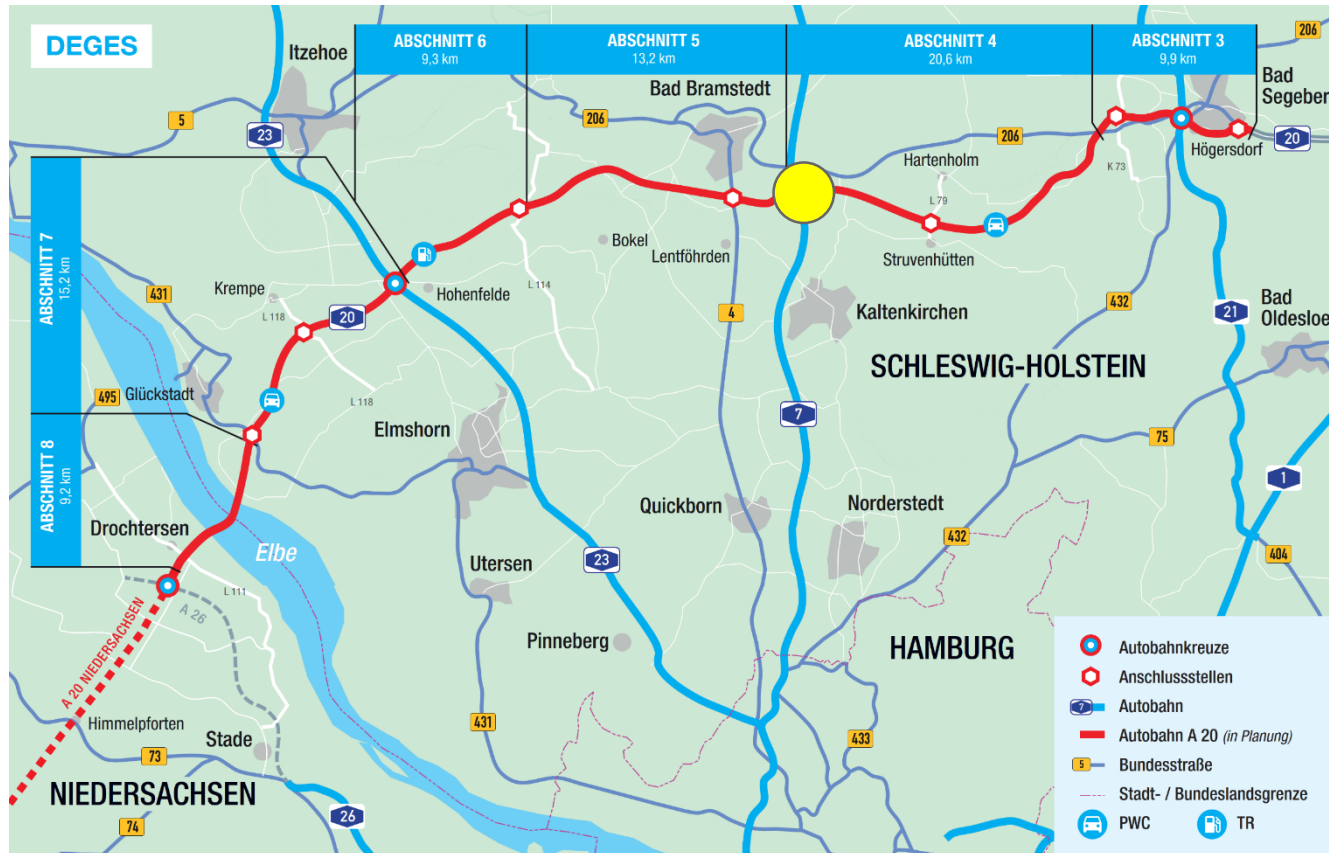 DEGES
ABSCHNITT 6
9,3 km
ABSCHNITT 5
13,2 km
ABSCHNITT 4
20,6 km
ABSCHNITT 3
9,9 km
206
Itzehoe
Bad Bramstedt
Bad
Segeber
5
23
206
206
Hartenholm
Högersdorf
20
K 73
L 79
ABSCHNITT 7
15,2 km
Bokel
Lentföhrden
Struvenhütten
431
Krempe
Hohenfelde
L 114
L 118
20
4
Kaltenkirchen
432
21
Bad
Oldesloe
SCHLESWIG-HOLSTEIN
495
Glückstadt
L 118
Elmshorn
7
75
1
ABSCHNITT 8
9,2 km
Quickborn
Norderstedt
Drochtersen
Elbe
432
404
23
Utersen
L 111
A 26
A 20 NIEDERSACHSEN
Pinneberg
HAMBURG
Himmelpforten
431
433
Stade
73
NIEDERSACHSEN
74
26
Autobahnkreuze
Anschlussstellen
7 Autobahn
Autobahn A 20 (in Planung)
5 Bundesstraße
Stadt- / Bundeslandsgrenze
PWC
TR